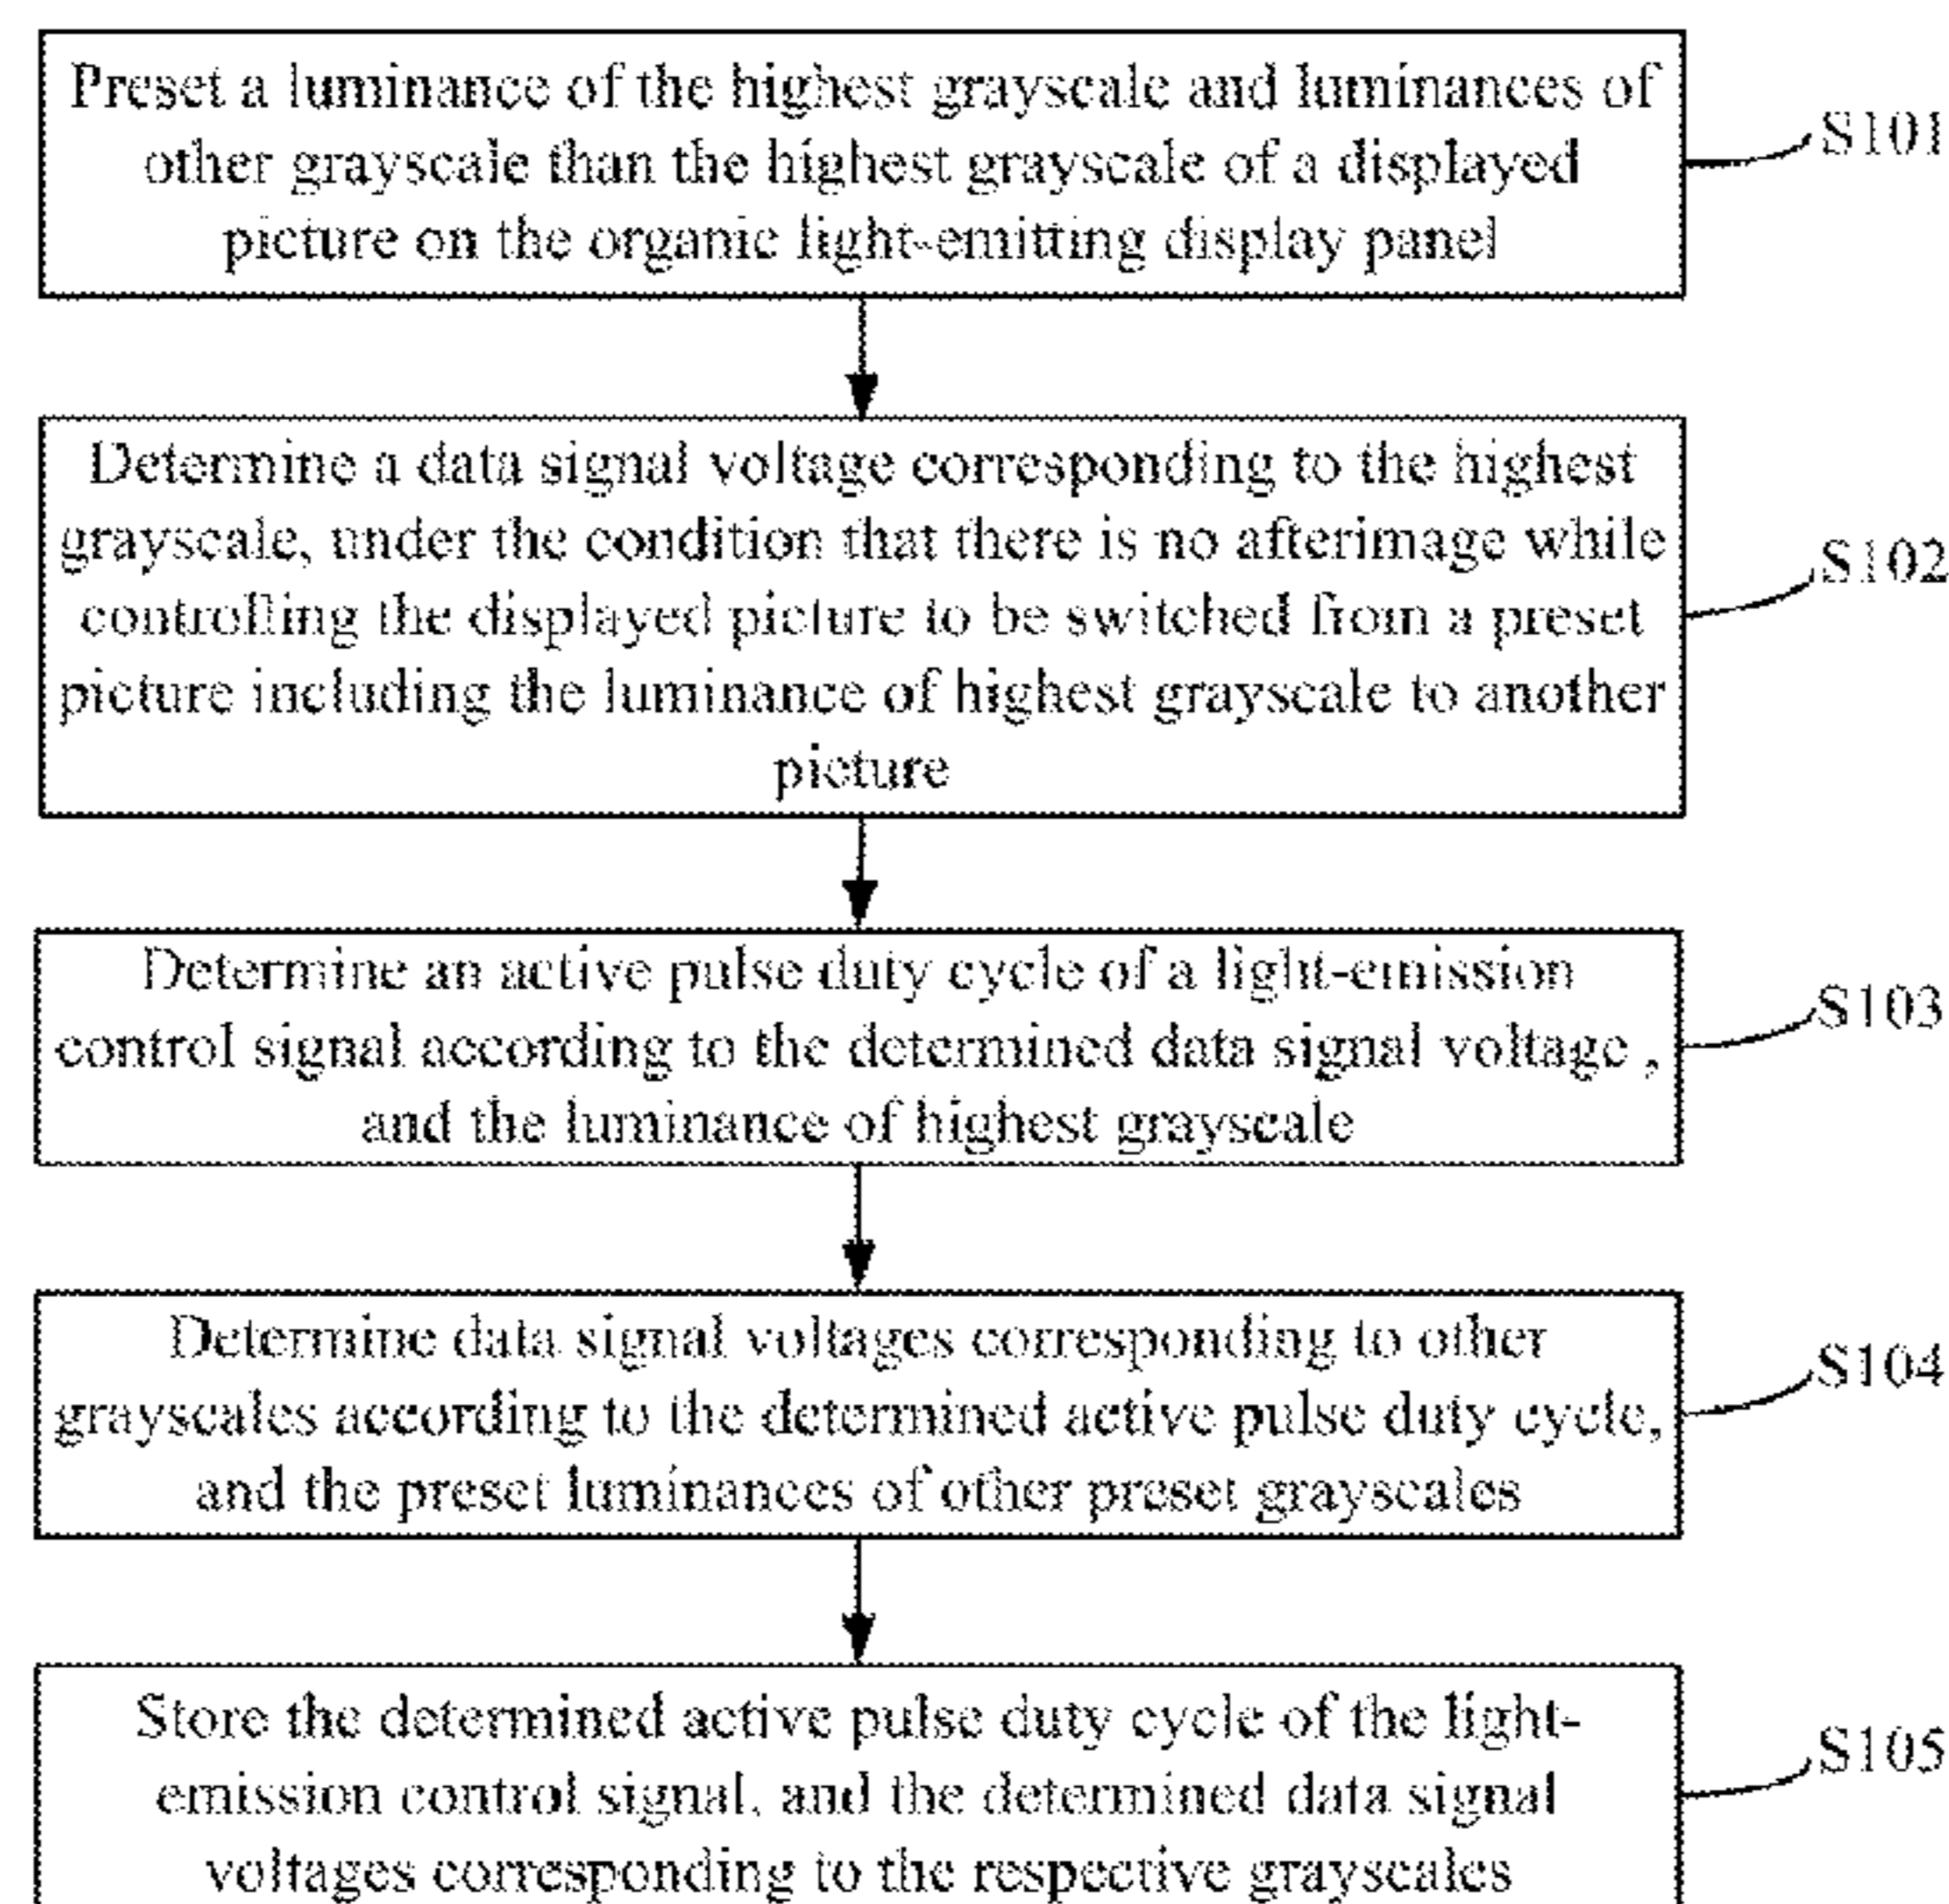 Preset a luminance of the highest grayscale and luminances of
other grayscale than the highest grayscale of a displayed
picture on the organic light-emitting display panel
S101
Determine a data signal voltage corresponding to the highest
grayscale, under the condition that there is no afterimage while
controlling the displayed picture to be switched from a preset
picture including the luminance of highest grayscale to another
picture
S102
Determine an active pulse duty cycle of a light-emission
control signal according to the determined data signal voltage ,
and the luminance of highest grayscale
S103
Determine data signal voltages corresponding to other
grayscales according to the determined active pulse duty cycle,
and the preset luminances of other preset grayscales
S104
Store the determined active pulse duty cycle of the light-
emission control signal, and the determined data signal
voltages corresponding to the respective grayscales
S105